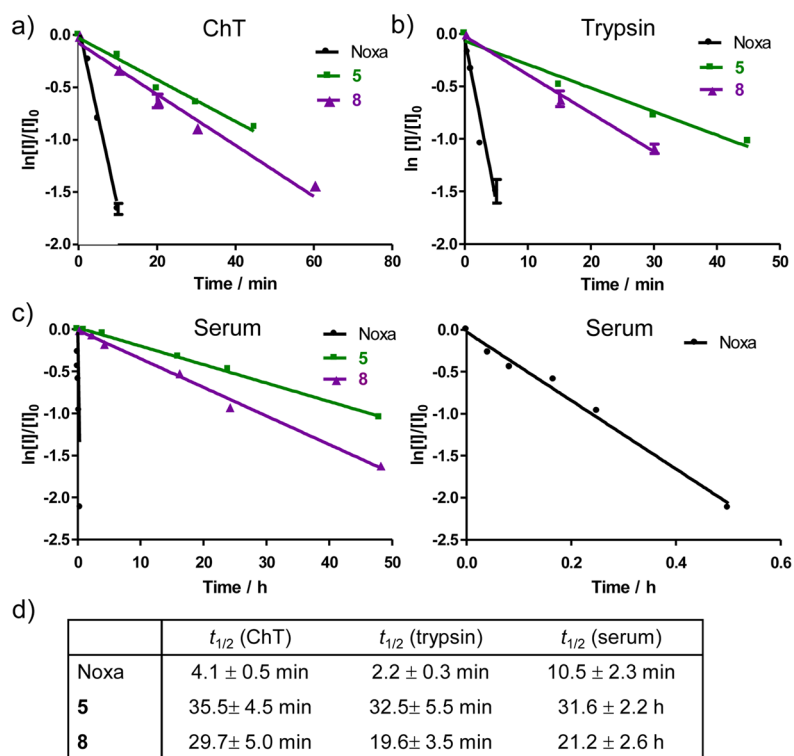 a)
ChT
Noxa
5
8
ln[I]/[I]0
0.0
-0.5
-1.0
-1.5
-2.0
0 20 40 60 80
Time / min
b)
Trypsin
Noxa
5
8
ln [I]/[I]0
0.0
-0.5
-1.0
-1.5
-2.0
0 10 20 30 40 50
Time / min
c)
Serum
Noxa
5
8
ln[I]/[I]0
0.0
-0.5
-1.0
-1.5
-2.0
-2.5
0 10 20 30 40 50
Time / h
Serum
Noxa
ln[I]/[I]0
0.0
-0.5
-1.0
-1.5
-2.0
-2.5
0.0 0.2 0.4 0.6
Time / h
d)
t1/2 (ChT) t1/2 (trypsin) t1/2 (serum)
Noxa 4.1 ± 0.5 min 2.2 ± 0.3 min 10.5 ± 2.3 min
5 35.5± 4.5 min 32.5± 5.5 min 31.6 ± 2.2 h
8 29.7± 5.0 min 19.6± 3.5 min 21.2 ± 2.6 h